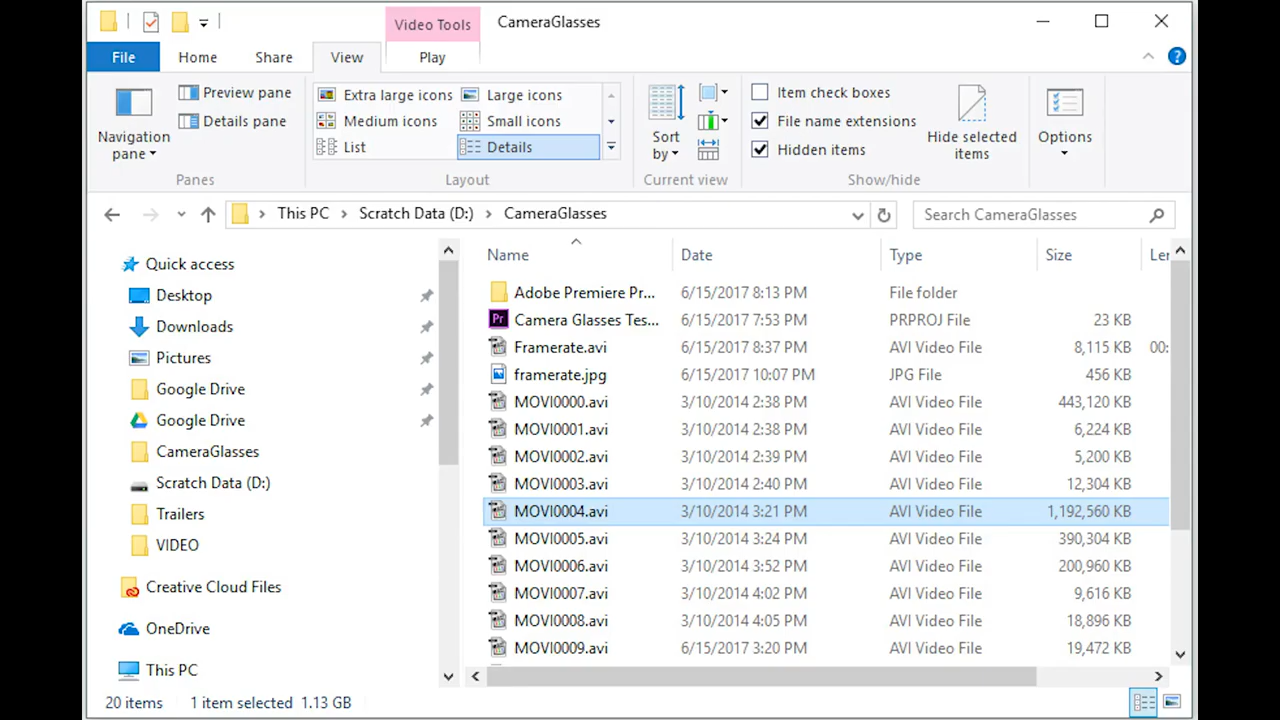 Video Tools
CameraGlasses
File
Home
Share
View
Play
Navigation pane
Preview pane
Details pane
Panes
Extra large icons
Large icons
Medium icons
Small icons
List
Details
Layout
Sort by
Current view
Item check boxes
File name extensions
Hidden items
Hide selected items
Show/hide
Options
This PC
Scratch Data (D:)
CameraGlasses
Search CameraGlasses
Quick access
Desktop
Downloads
Pictures
Google Drive
Google Drive
CameraGlasses
Scratch Data (D:)
Trailers
VIDEO
Creative Cloud Files
OneDrive
This PC
Name Date Type Size Ler
Adobe Premiere Pr... 6/15/2017 8:13 PM File folder
Pr Camera Glasses Tes... 6/15/2017 7:53 PM PRPROJ File 23 KB
Framerate.avi 6/15/2017 8:37 PM AVI Video File 8,115 KB 00:
framerate.jpg 6/15/2017 10:07 PM JPG File 456 KB
MOVI0000.avi 3/10/2014 2:38 PM AVI Video File 443,120 KB
MOVI0001.avi 3/10/2014 2:38 PM AVI Video File 6,224 KB
MOVI0002.avi 3/10/2014 2:39 PM AVI Video File 5,200 KB
MOVI0003.avi 3/10/2014 2:40 PM AVI Video File 12,304 KB
MOVI0004.avi 3/10/2014 3:21 PM AVI Video File 1,192,560 KB
MOVI0005.avi 3/10/2014 3:24 PM AVI Video File 390,304 KB
MOVI0006.avi 3/10/2014 3:52 PM AVI Video File 200,960 KB
MOVI0007.avi 3/10/2014 4:02 PM AVI Video File 9,616 KB
MOVI0008.avi 3/10/2014 4:05 PM AVI Video File 18,896 KB
MOVI0009.avi 6/15/2017 3:20 PM AVI Video File 19,472 KB
20 items 1 item selected 1.13 GB